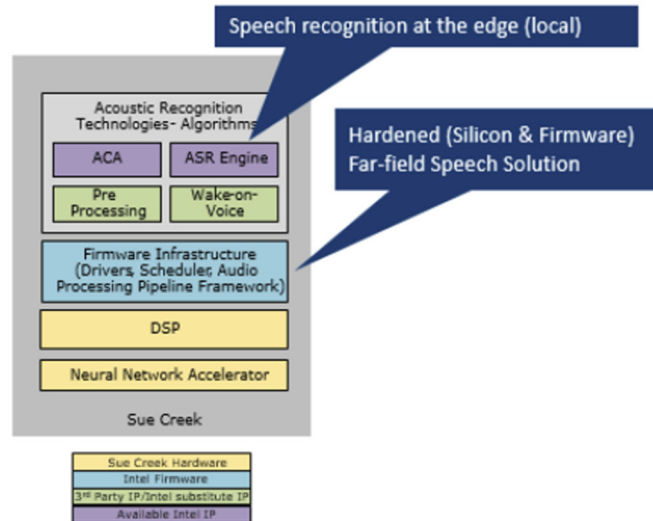 Speech recognition at the edge (local)
Acoustic Recognition
Technologies- Algorithms
ACA
ASR Engine
Pre
Processing
Wake-on-
Voice
Hardened (Silicon & Firmware)
Far-field Speech Solution
Firmware Infrastructure
(Drivers, Scheduler, Audio
Processing Pipeline Framework)
DSP
Neural Network Accelerator
Sue Creek
Sue Creek Hardware
Intel Firmware
3rd Party IP/Intel substitute IP
Available Intel IP